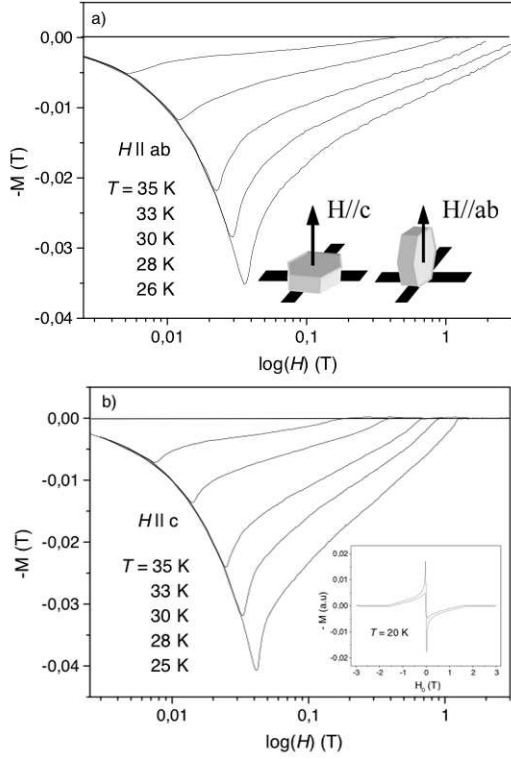 a)
0,00
-0,01
-0,02
-0,03
-0,04
-M (T)
H ll ab
T = 35 K
33 K
30 K
28 K
26 K
H//c
H//ab
0,01
0,1
1
log(H) (T)
b)
0,00
-0,01
-0,02
-0,03
-0,04
-M (T)
H ll c
T = 35 K
33 K
30 K
28 K
25 K
0,02
0,01
0,00
-0,01
-0,02
- M (a.u)
T = 20 K
-3 -2 -1 0 1 2 3
H₀ (T)
0,01
0,1
1
log(H) (T)